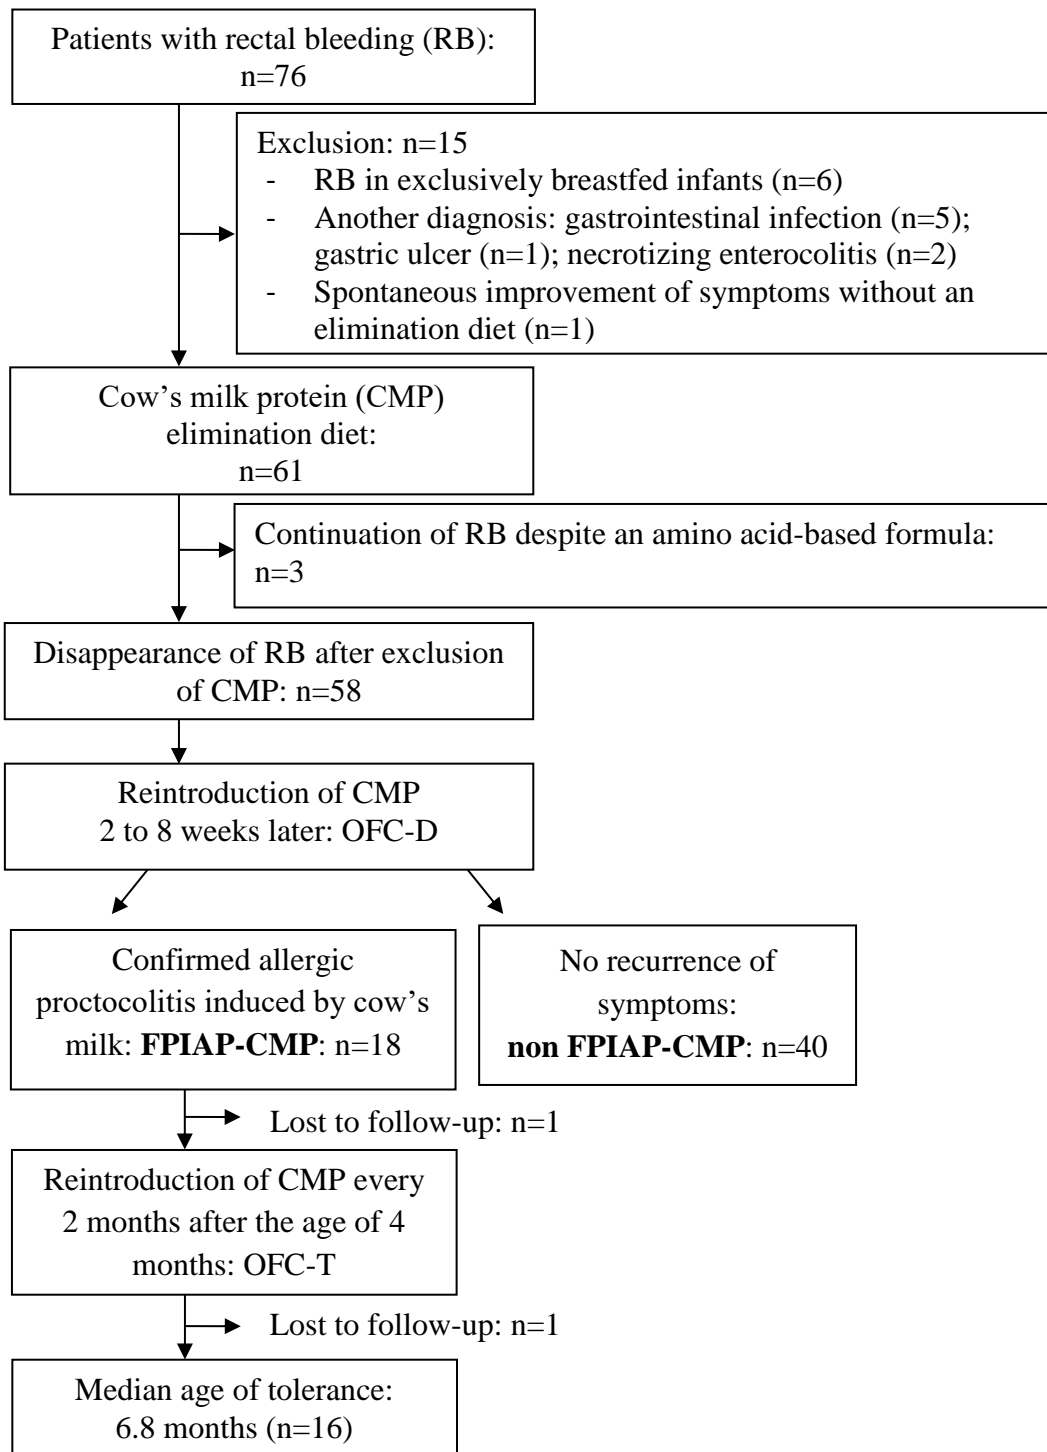 Patients with rectal bleeding (RB):
n=76
Exclusion: n=15
- RB in exclusively breastfed infants (n=6)
- Another diagnosis: gastrointestinal infection (n=5);
gastric ulcer (n=1); necrotizing enterocolitis (n=2)
- Spontaneous improvement of symptoms without an
elimination diet (n=1)
Cow’s milk protein (CMP)
elimination diet:
n=61
Continuation of RB despite an amino acid-based formula:
n=3
Disappearance of RB after exclusion
of CMP: n=58
Reintroduction of CMP
2 to 8 weeks later: OFC-D
Confirmed allergic
proctocolitis induced by cow’s
milk: FPIAP-CMP: n=18
No recurrence of
symptoms:
non FPIAP-CMP: n=40
Lost to follow-up: n=1
Reintroduction of CMP every
2 months after the age of 4
months: OFC-T
Lost to follow-up: n=1
Median age of tolerance:
6.8 months (n=16)